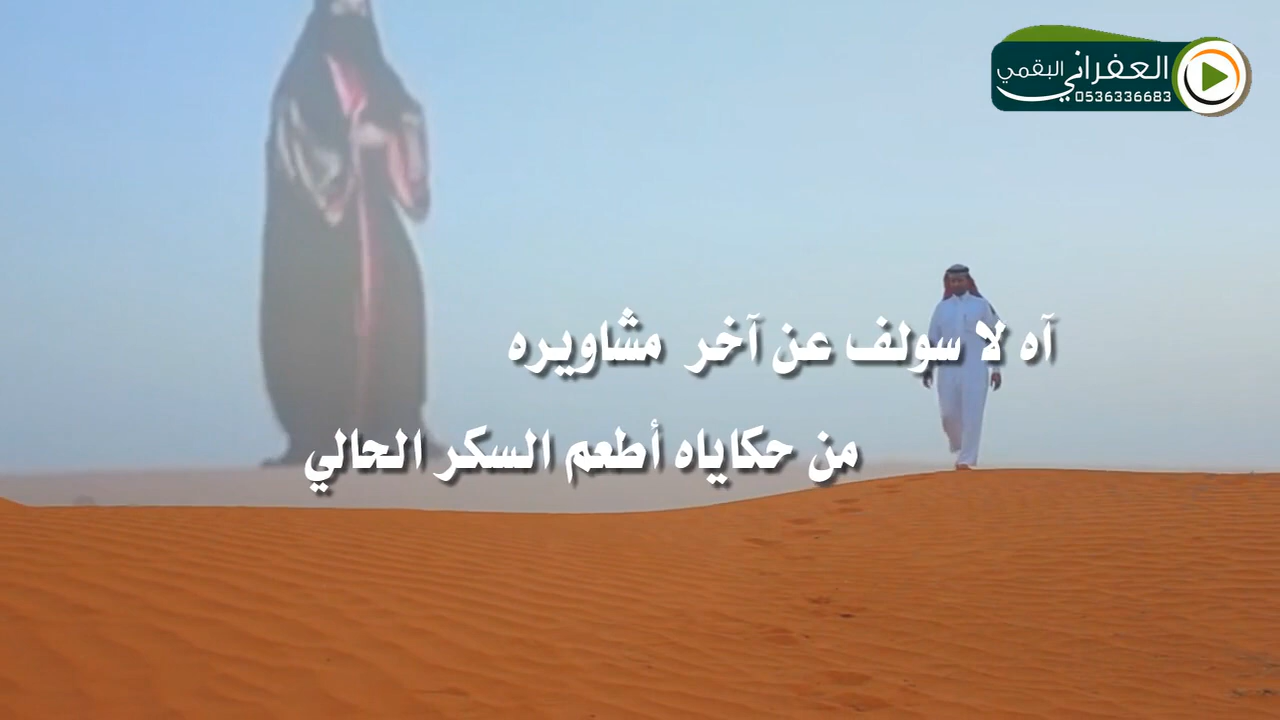 العفراني البقمي
0536336683
آه لا سولف عن آخر مشاويره
من حكاياه أطعم السكر الحالي